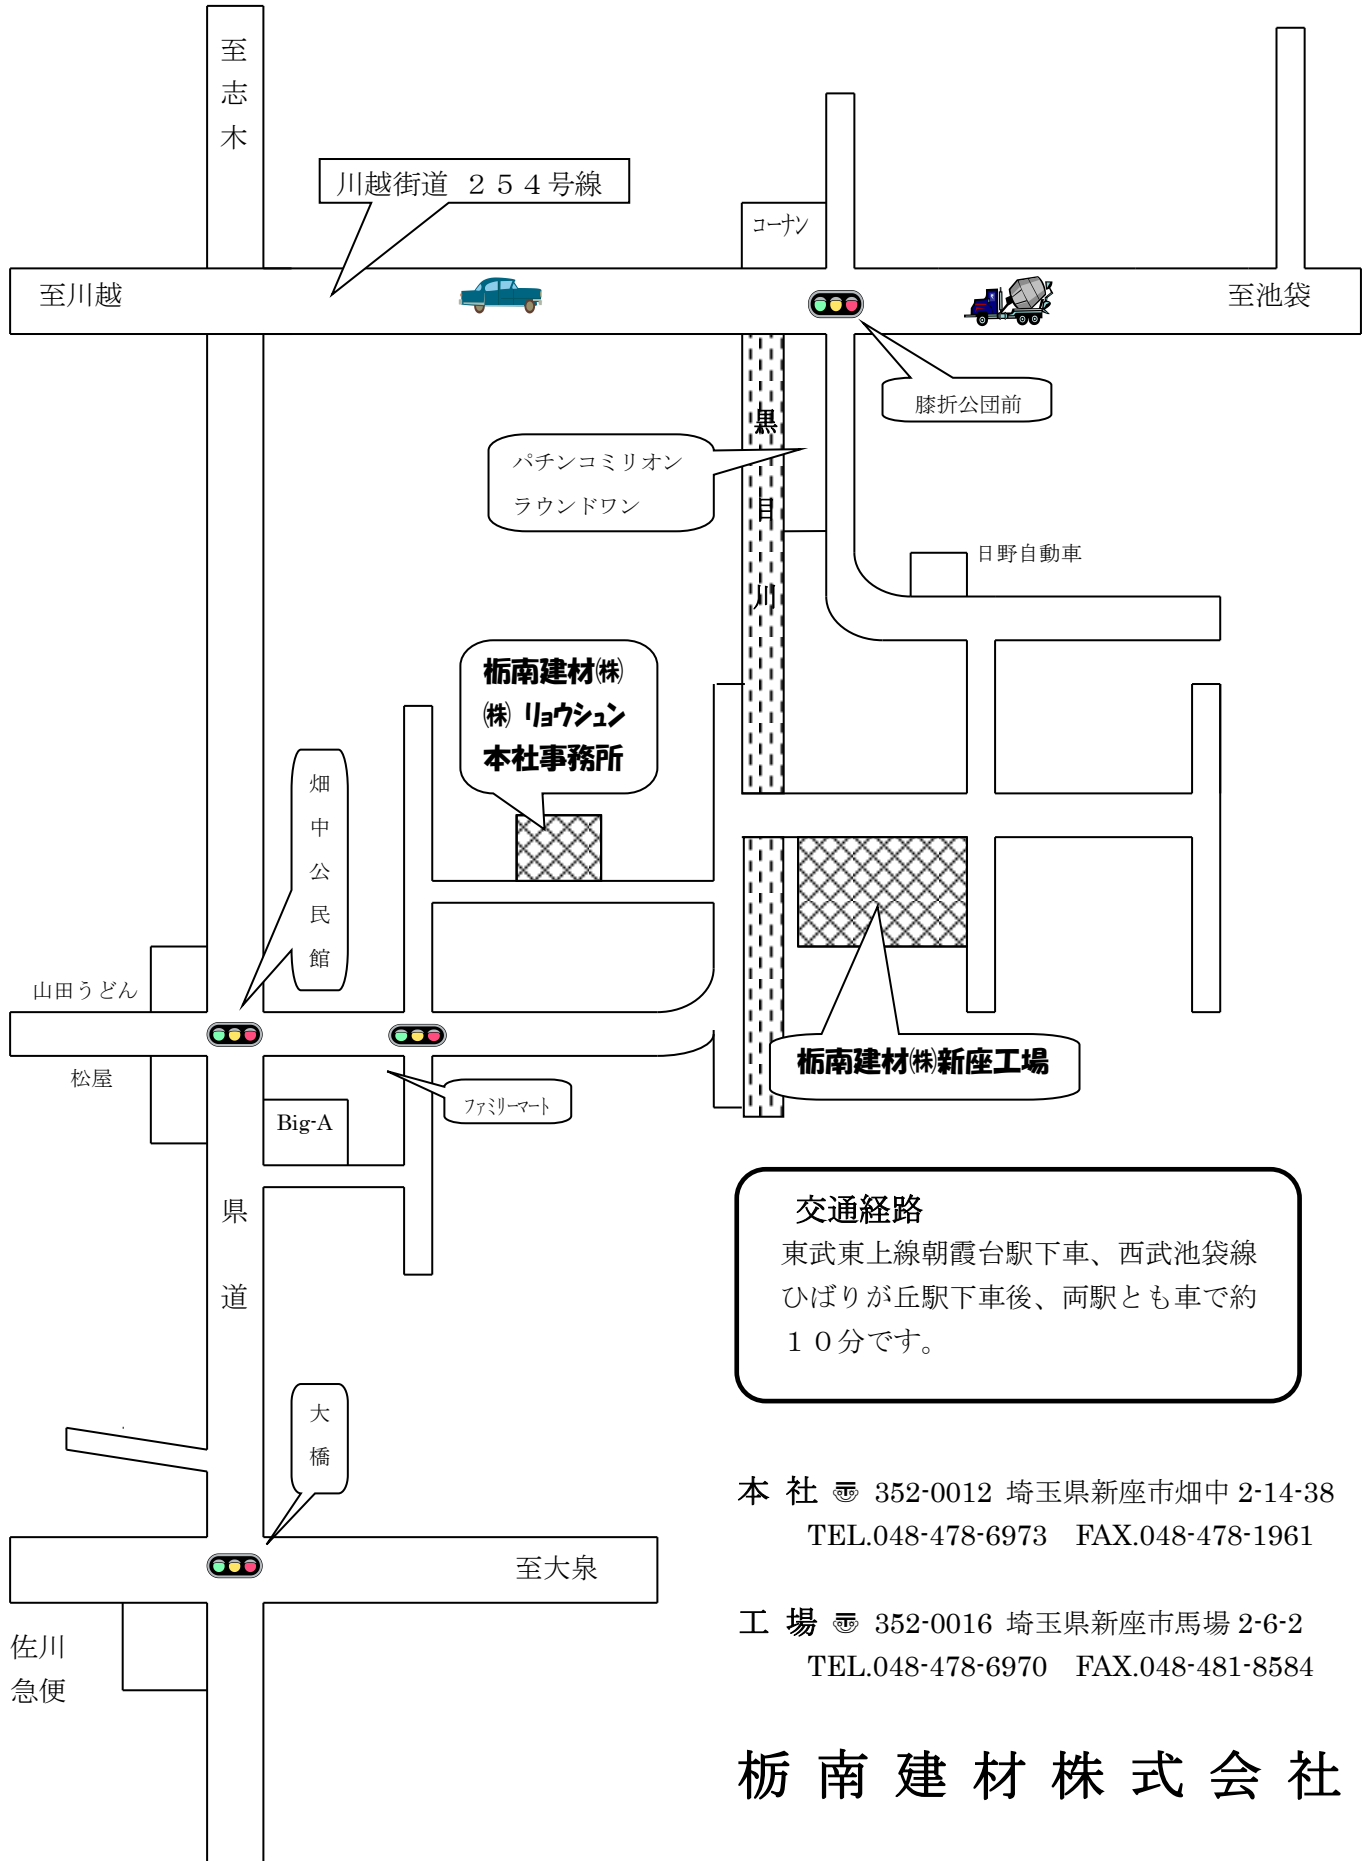 至志木
川越街道　２５４号線
コーナン
至川越
至池袋
膝折公団前
黒目川
パチンコミリオン
ラウンドワン
日野自動車
栃南建材㈱
㈱ リョウシュン
本社事務所
畑中公民館
山田うどん
松屋
ファミリーマート
Big-A
栃南建材㈱新座工場
県道
交通経路
東武東上線朝霞台駅下車、西武池袋線
ひばりが丘駅下車後、両駅とも車で約
１０分です。
大橋
至大泉
佐川
急便
本 社 〠 352-0012 埼玉県新座市畑中 2-14-38
TEL.048-478-6973　FAX.048-478-1961
工 場 〠 352-0016 埼玉県新座市馬場 2-6-2
TEL.048-478-6970　FAX.048-481-8584
栃南建材株式会社